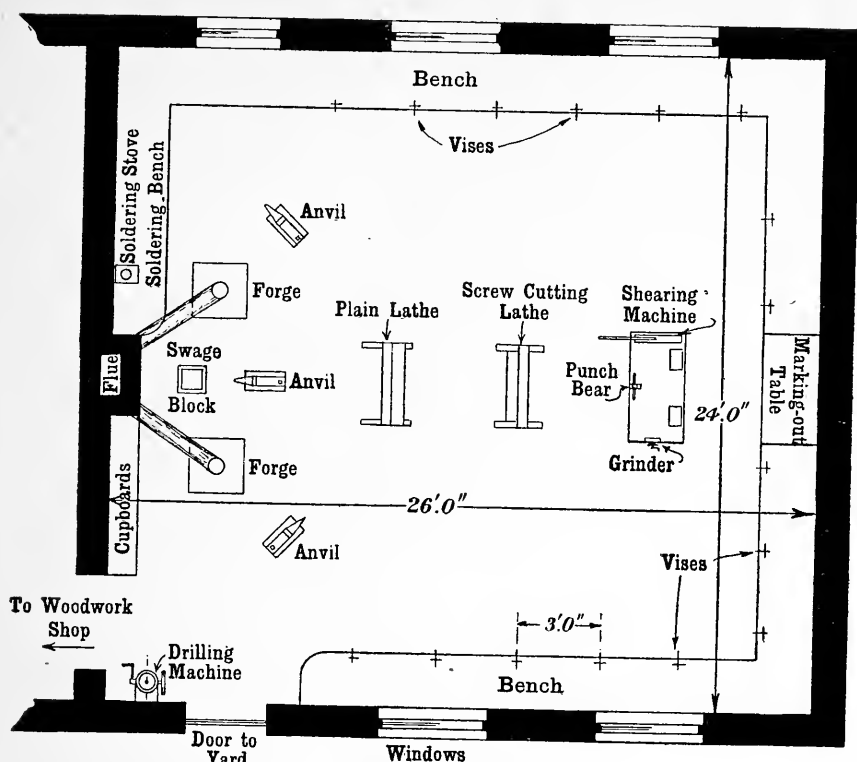 Bench
Vises
Soldering Stove
Soldering Bench
Anvil
Forge
Plain Lathe
Screw Cutting
Lathe
Shearing
Machine
Flue
Swage
Block
Anvil
Punch
Bear
Marking-out
Table
24'.0"
Grinder
Forge
Cupboards
26'.0"
Anvil
Vises
To Woodwork
Shop
3'.0"
Drilling
Machine
Bench
Door to
Yard
Windows